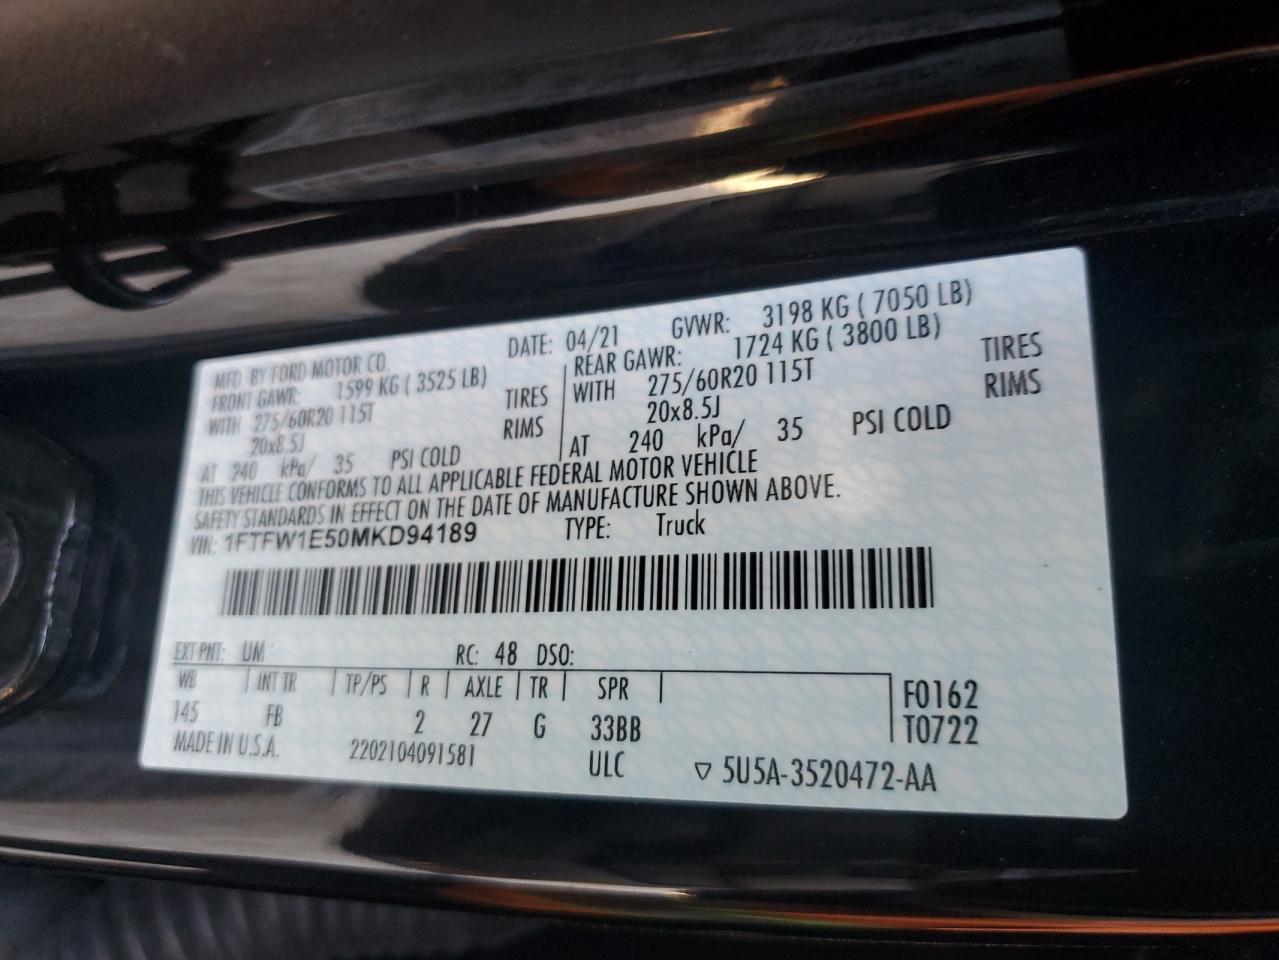 MFD. BY FORD MOTOR CO. DATE: 04/21 GVWR: 3198 KG ( 7050 LB)
FRONT GAWR: 1599 KG ( 3525 LB) REAR GAWR: 1724 KG ( 3800 LB)
WITH 275/60R20 115T TIRES WITH 275/60R20 115T TIRES
20x8.5J RIMS 20x8.5J RIMS
AT 240 kPa/ 35 PSI COLD AT 240 kPa/ 35 PSI COLD
THIS VEHICLE CONFORMS TO ALL APPLICABLE FEDERAL MOTOR VEHICLE
SAFETY STANDARDS IN EFFECT ON THE DATE OF MANUFACTURE SHOWN ABOVE.
VIN: 1FTFW1E50MKD94189 TYPE: Truck
EXT PNT: UM RC: 48 DSO:
WB INT TR TP/PS R AXLE TR SPR F0162
145 FB 2 27 G 33BB T0722
MADE IN U.S.A. 2202104091581 ULC ▽ 5U5A-3520472-AA